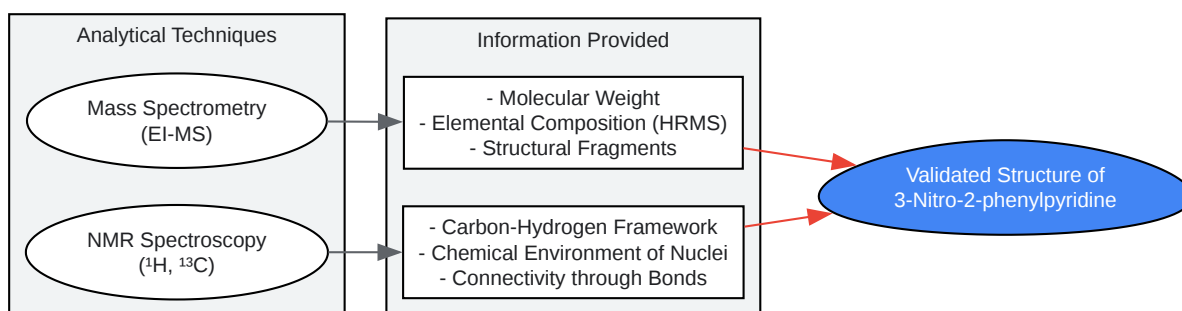 Analytical Techniques
Mass Spectrometry
(EI-MS)
NMR Spectroscopy
(¹H, ¹³C)
Information Provided
- Molecular Weight
- Elemental Composition (HRMS)
- Structural Fragments
- Carbon-Hydrogen Framework
- Chemical Environment of Nuclei
- Connectivity through Bonds
Validated Structure of
3-Nitro-2-phenylpyridine